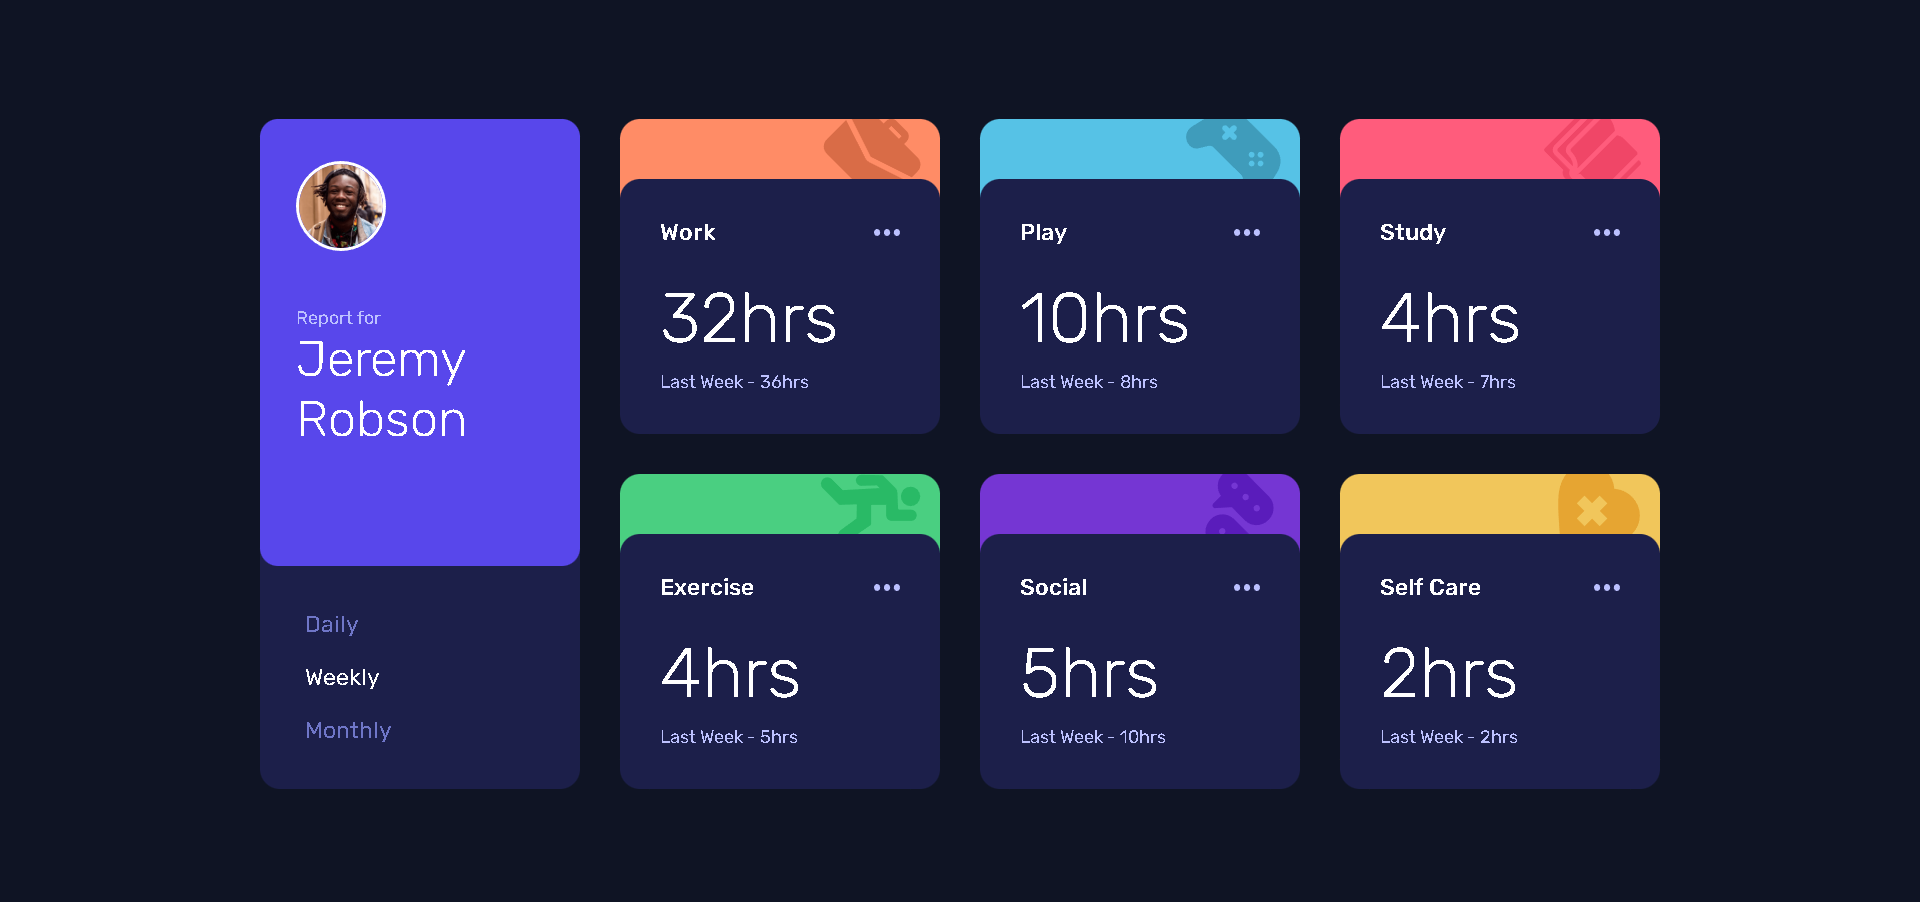 Report for
Jeremy
Robson
Daily
Weekly
Monthly
Work
32hrs
Last Week - 36hrs
Play
10hrs
Last Week - 8hrs
Study
4hrs
Last Week - 7hrs
Exercise
4hrs
Last Week - 5hrs
Social
5hrs
Last Week - 10hrs
Self Care
2hrs
Last Week - 2hrs